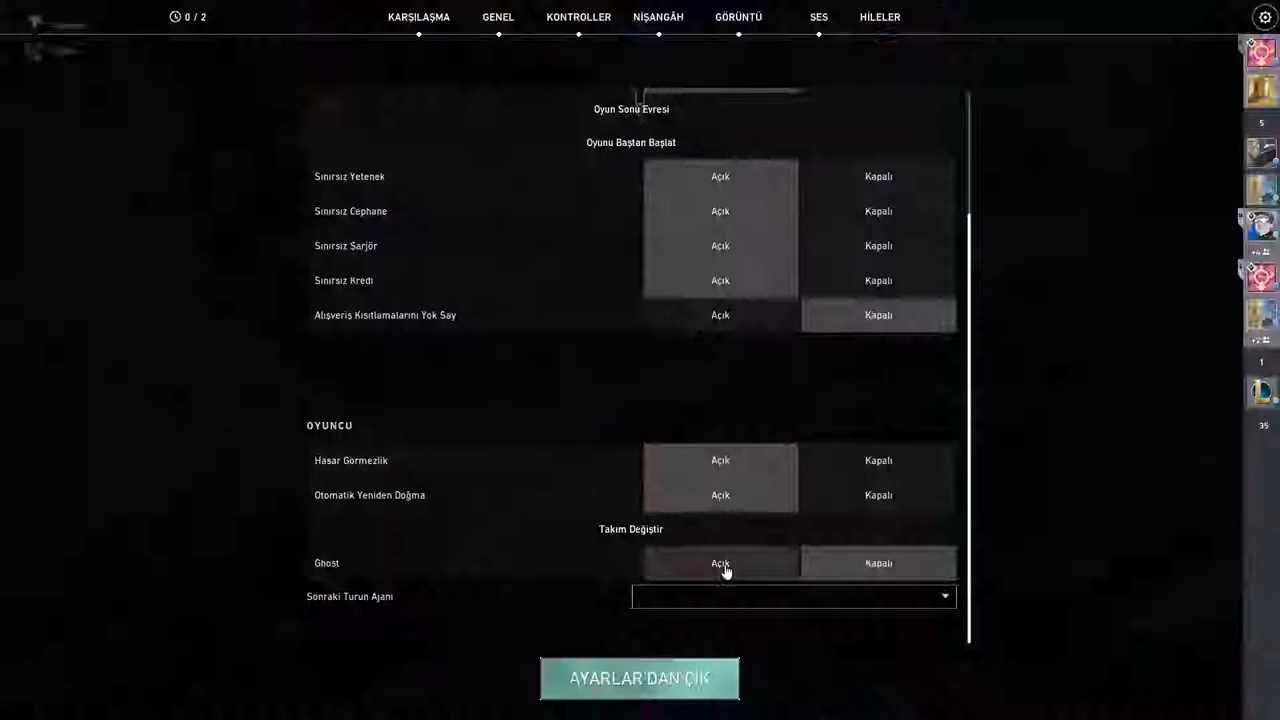 0 / 2
KARŞILAŞMA GENEL KONTROLLER NİŞANGÂH GÖRÜNTÜ SES HİLELER
Oyun Sonu Evresi
Oyunu Baştan Başlat
Sınırsız Yetenek Açık Kapalı
Sınırsız Cephane Açık Kapalı
Sınırsız Şarjör Açık Kapalı
Sınırsız Kredi Açık Kapalı
Alışveriş Kısıtlamalarını Yok Say Açık Kapalı
OYUNCU
Hasar Görmezlik Açık Kapalı
Otomatik Yeniden Doğma Açık Kapalı
Takım Değiştir
Ghost Açık Kapalı
Sonraki Turun Ajanı
AYARLAR'DAN ÇIK
5
+4
+2
1
35